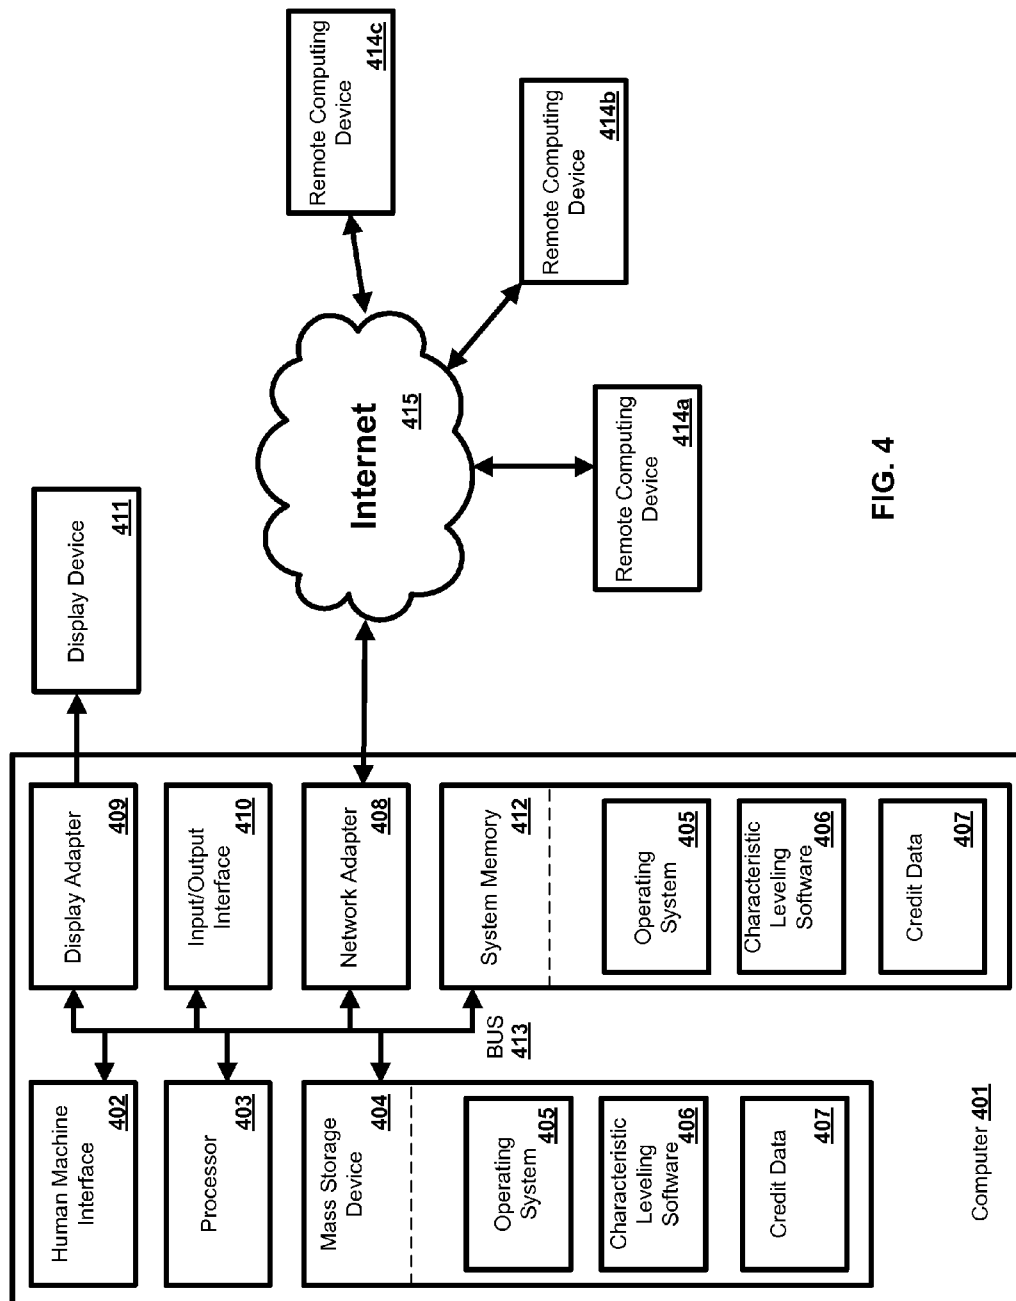 Human Machine
Interface
402
Processor
403
Mass Storage
Device
404
Operating
System
405
Characteristic
Leveling
Software
406
Credit Data
407
Computer 401
BUS
413
Display Adapter
409
Input/Output
Interface
410
Network Adapter
408
System Memory
412
Operating
System
405
Characteristic
Leveling
Software
406
Credit Data
407
Display Device
411
Internet
415
Remote Computing
Device
414a
Remote Computing
Device
414b
Remote Computing
Device
414c
FIG. 4